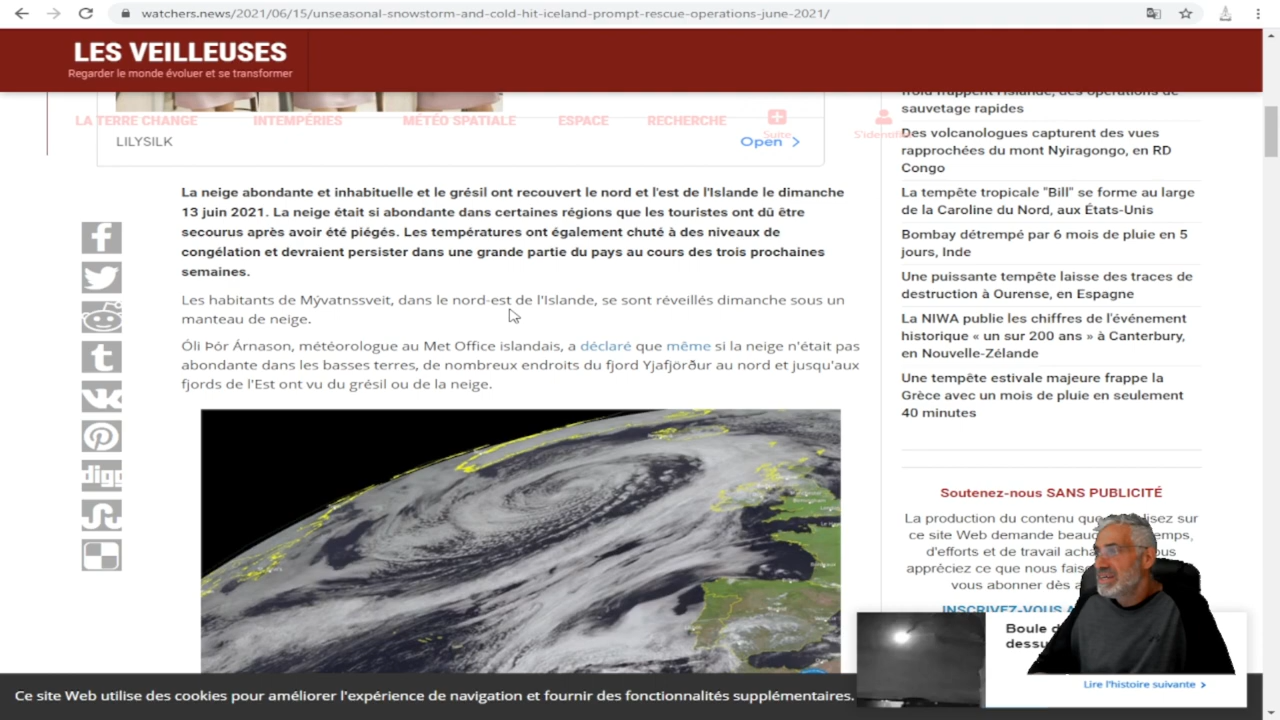 watchers.news/2021/06/15/unseasonal-snowstorm-and-cold-hit-iceland-prompt-rescue-operations-june-2021/
LES VEILLEUSES
Regarder le monde évoluer et se transformer
LA TERRE CHANGE
INTEMPÉRIES
MÉTÉO SPATIALE
ESPACE
RECHERCHE
Suite
S'identifier
LILYSILK
Open
La neige abondante et inhabituelle et le grésil ont recouvert le nord et l'est de l'Islande le dimanche
13 juin 2021. La neige était si abondante dans certaines régions que les touristes ont dû être
secourus après avoir été piégés. Les températures ont également chuté à des niveaux de
congélation et devraient persister dans une grande partie du pays au cours des trois prochaines
semaines.
Les habitants de Mývatnssveit, dans le nord-est de l'Islande, se sont réveillés dimanche sous un
manteau de neige.
Óli Þór Árnason, météorologue au Met Office islandais, a déclaré que même si la neige n'était pas
abondante dans les basses terres, de nombreux endroits du fjord Yjafjörður au nord et jusqu'aux
fjords de l'Est ont vu du grésil ou de la neige.
digg
froid frappent l'Islande, des opérations de
sauvetage rapides
Des volcanologues capturent des vues
rapprochées du mont Nyiragongo, en RD
Congo
La tempête tropicale "Bill" se forme au large
de la Caroline du Nord, aux États-Unis
Bombay détrempé par 6 mois de pluie en 5
jours, Inde
Une puissante tempête laisse des traces de
destruction à Ourense, en Espagne
La NIWA publie les chiffres de l'événement
historique « un sur 200 ans » à Canterbury,
en Nouvelle-Zélande
Une tempête estivale majeure frappe la
Grèce avec un mois de pluie en seulement
40 minutes
Soutenez-nous SANS PUBLICITÉ
La production du contenu que lisez sur
ce site Web demande temps,
d'efforts et de travail
appréciez ce que nous
vous abonner dès
INSCRIVEZ-VOUS
Boule
Lire l'histoire suivante
Ce site Web utilise des cookies pour améliorer l'expérience de navigation et fournir des fonctionnalités supplémentaires.